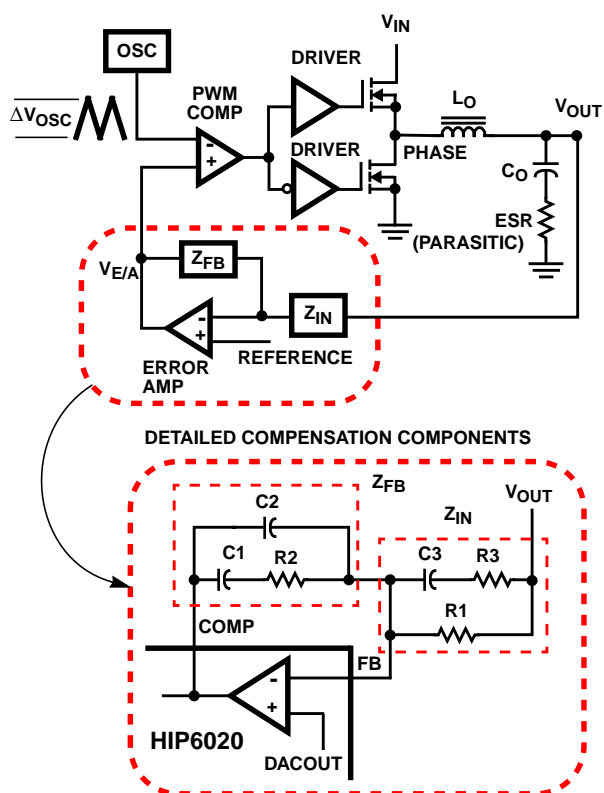 V_IN
OSC
DRIVER
PWM
COMP
ΔV_OSC
L_O
V_OUT
-
+
DRIVER
PHASE
C_O
ESR
(PARASITIC)
Z_FB
V_E/A
Z_IN
-
+
REFERENCE
ERROR
AMP
DETAILED COMPENSATION COMPONENTS
Z_FB
V_OUT
C2
Z_IN
C1
R2
C3
R3
R1
COMP
FB
-
+
HIP6020
DACOUT